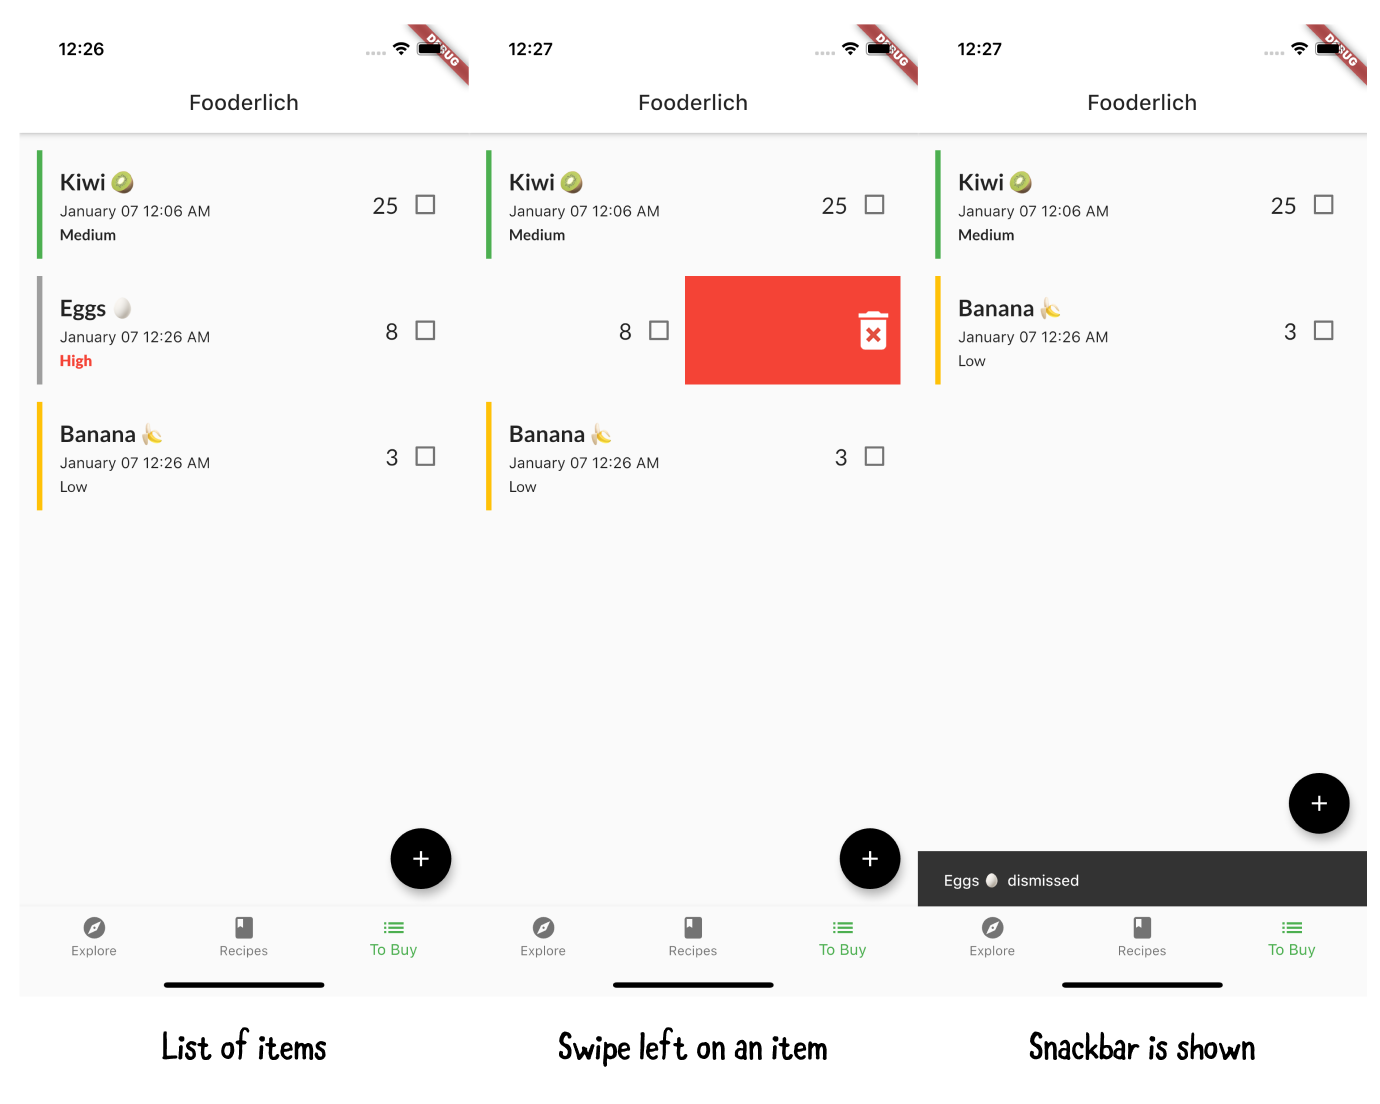 12:26
DEBUG
Fooderlich
Kiwi 🥝
January 07 12:06 AM
Medium
25
Eggs 🥚
January 07 12:26 AM
High
8
Banana 🍌
January 07 12:26 AM
Low
3
+
Explore
Recipes
To Buy
List of items
12:27
DEBUG
Fooderlich
Kiwi 🥝
January 07 12:06 AM
Medium
25
8
Banana 🍌
January 07 12:26 AM
Low
3
+
Explore
Recipes
To Buy
Swipe left on an item
12:27
DEBUG
Fooderlich
Kiwi 🥝
January 07 12:06 AM
Medium
25
Banana 🍌
January 07 12:26 AM
Low
3
+
Eggs 🥚 dismissed
Explore
Recipes
To Buy
Snackbar is shown